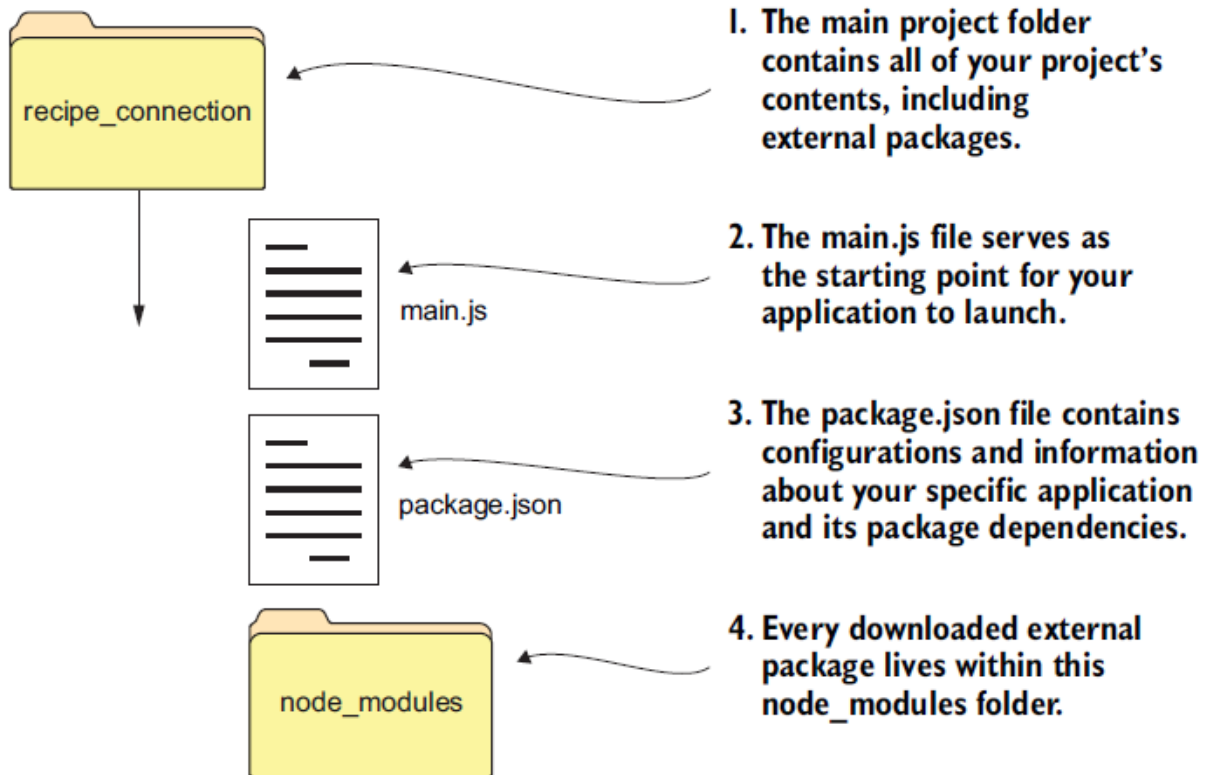 recipe_connection
1. The main project folder
contains all of your project's
contents, including
external packages.
main.js
2. The main.js file serves as
the starting point for your
application to launch.
package.json
3. The package.json file contains
configurations and information
about your specific application
and its package dependencies.
node_modules
4. Every downloaded external
package lives within this
node_modules folder.